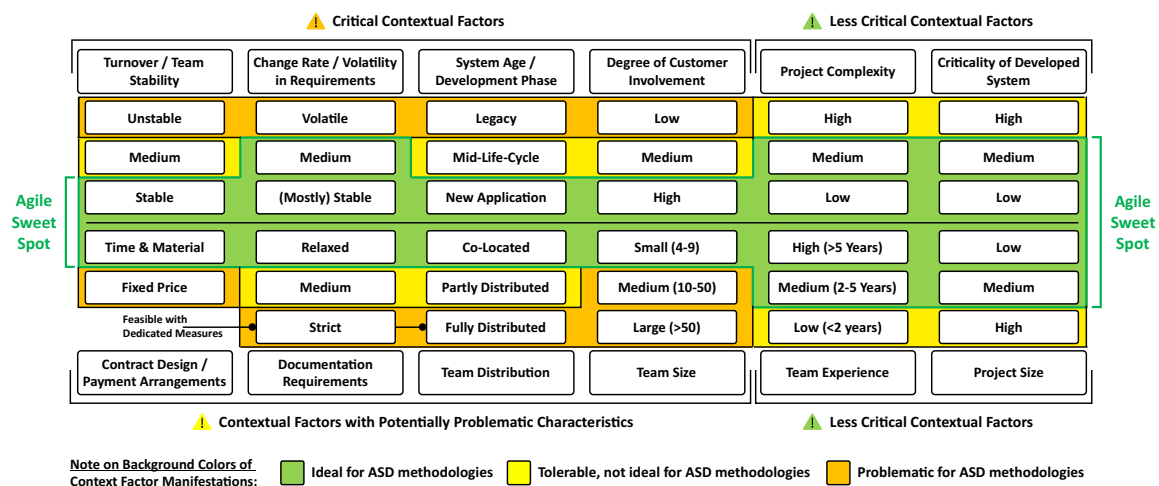 ! Critical Contextual Factors
! Less Critical Contextual Factors
Turnover / Team
Stability
Change Rate / Volatility
in Requirements
System Age /
Development Phase
Degree of Customer
Involvement
Project Complexity
Criticality of Developed
System
Unstable
Volatile
Legacy
Low
High
High
Medium
Medium
Mid-Life-Cycle
Medium
Medium
Medium
Stable
(Mostly) Stable
New Application
High
Low
Low
Agile
Sweet
Spot
Agile
Sweet
Spot
Time & Material
Relaxed
Co-Located
Small (4-9)
High (>5 Years)
Low
Fixed Price
Medium
Partly Distributed
Medium (10-50)
Medium (2-5 Years)
Medium
Feasible with
Dedicated Measures
Strict
Fully Distributed
Large (>50)
Low (<2 years)
High
Contract Design /
Payment Arrangements
Documentation
Requirements
Team Distribution
Team Size
Team Experience
Project Size
! Contextual Factors with Potentially Problematic Characteristics
! Less Critical Contextual Factors
Note on Background Colors of
Context Factor Manifestations:
Ideal for ASD methodologies
Tolerable, not ideal for ASD methodologies
Problematic for ASD methodologies